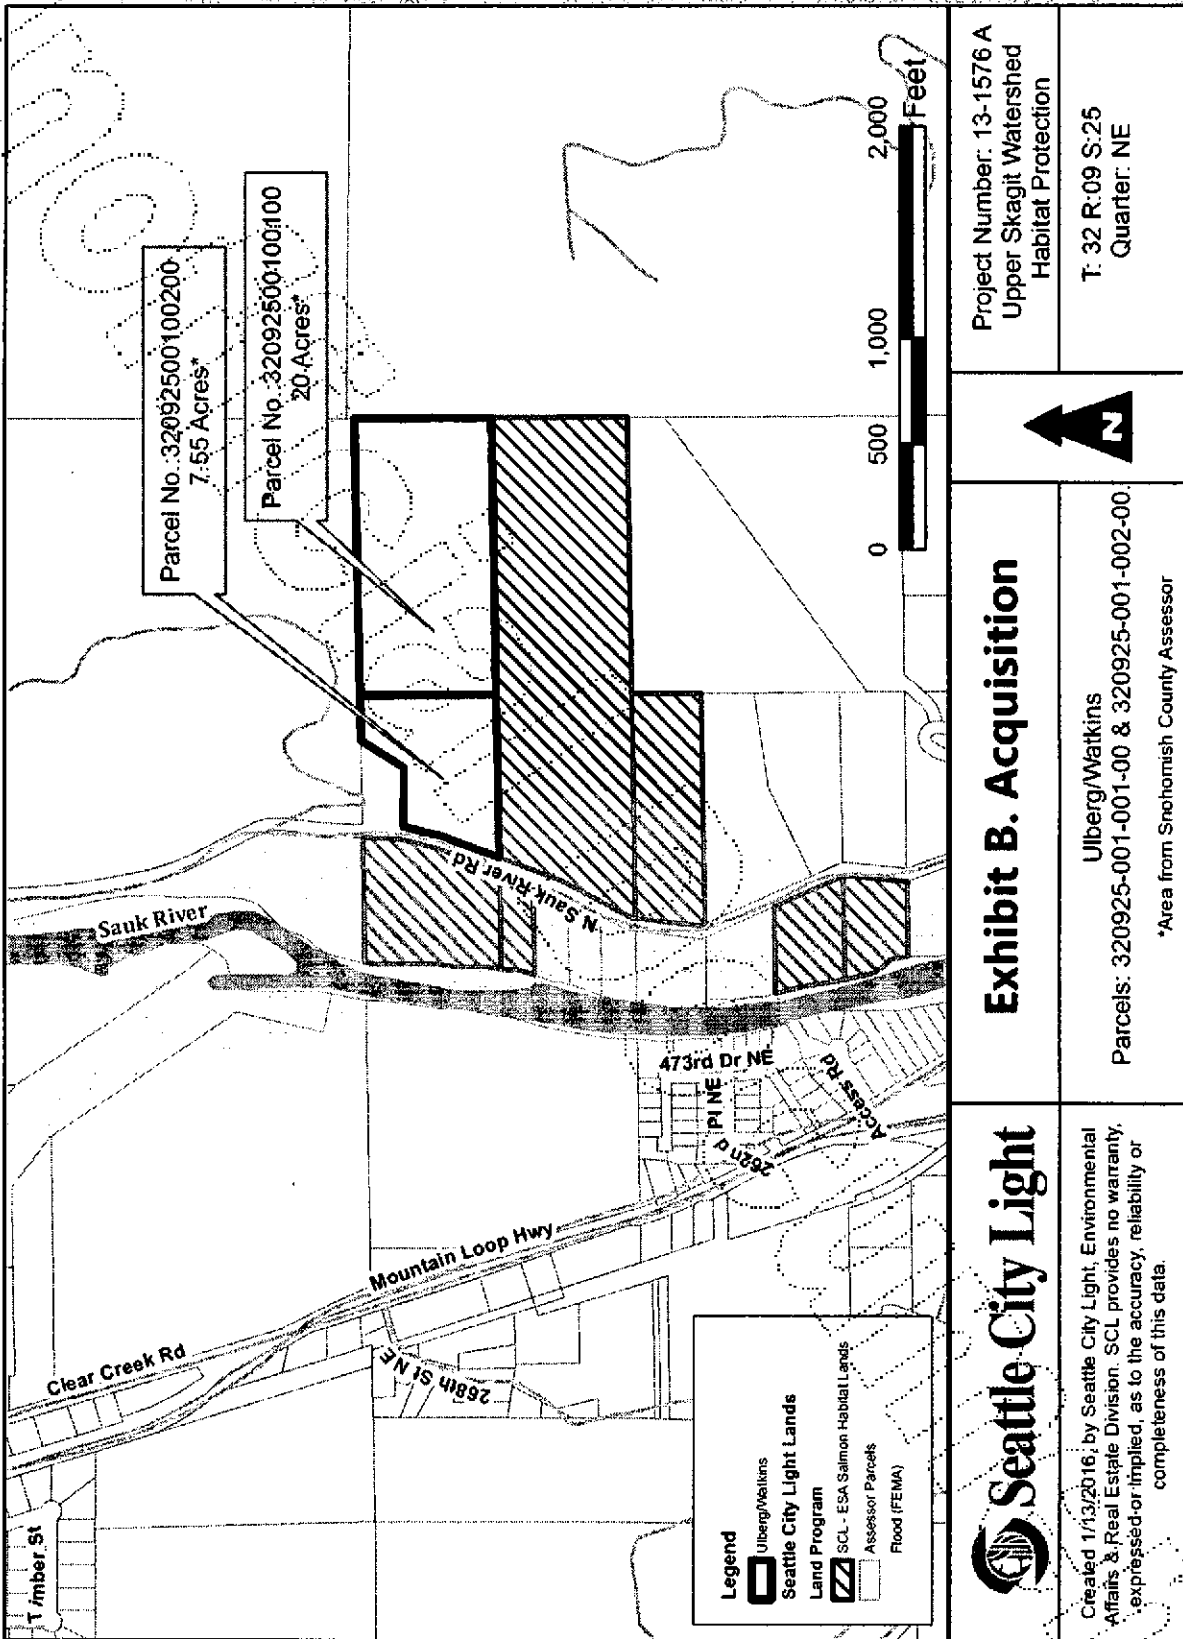 Parcel No.:32092500100200
7.55 Acres*
Parcel No.:32092500100100
20 Acres*
Timber St
Clear Creek Rd
Mountain Loop Hwy
268th St NE
Sauk River
N Sauk River Rd
473rd Dr NE
262nd Pl NE
Access Rd
0 500 1,000 2,000
Feet
Legend
Ulberg/Watkins
Seattle City Light Lands
Land Program
SCL - ESA Salmon Habitat Lands
Assessor Parcels
Flood (FEMA)
Seattle City Light
Created 1/13/2016, by Seattle City Light, Environmental
Affairs & Real Estate Division. SCL provides no warranty,
expressed or implied, as to the accuracy, reliability or
completeness of this data.
Exhibit B. Acquisition
Ulberg/Watkins
Parcels: 320925-001-001-00 & 320925-001-002-00.
*Area from Snohomish County Assessor
N
Project Number: 13-1576 A
Upper Skagit Watershed
Habitat Protection
T: 32 R:09 S:25
Quarter: NE